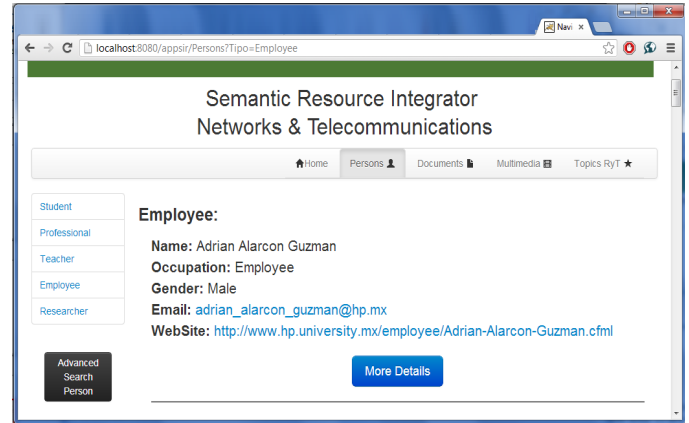 Navi
localhost:8080/appsir/Persons?Tipo=Employee
Semantic Resource Integrator
Networks & Telecommunications
Home Persons Documents Multimedia Topics RyT
Student
Professional
Teacher
Employee
Researcher
Advanced
Search
Person
Employee:
Name: Adrian Alarcon Guzman
Occupation: Employee
Gender: Male
Email: adrian_alarcon_guzman@hp.mx
WebSite: http://www.hp.university.mx/employee/Adrian-Alarcon-Guzman.cfml
More Details